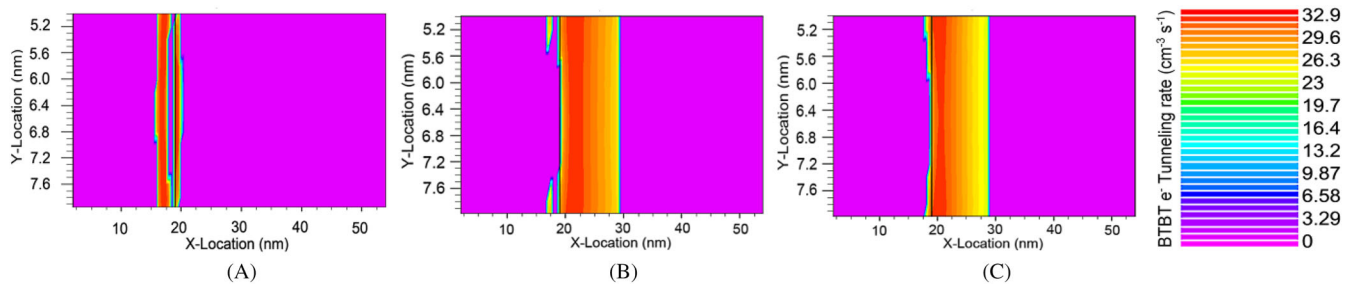 Y-Location (nm)
5.2
5.6
6.0
6.4
6.8
7.2
7.6
10 20 30 40 50
X-Location (nm)
(A)
Y-Location (nm)
5.2
5.6
6.0
6.4
6.8
7.2
7.6
10 20 30 40 50
X-Location (nm)
(B)
Y-Location (nm)
5.2
5.6
6.0
6.4
6.8
7.2
7.6
10 20 30 40 50
X-Location (nm)
(C)
BTBT e⁻ Tunneling rate (cm⁻³ s⁻¹)
32.9
29.6
26.3
23
19.7
16.4
13.2
9.87
6.58
3.29
0